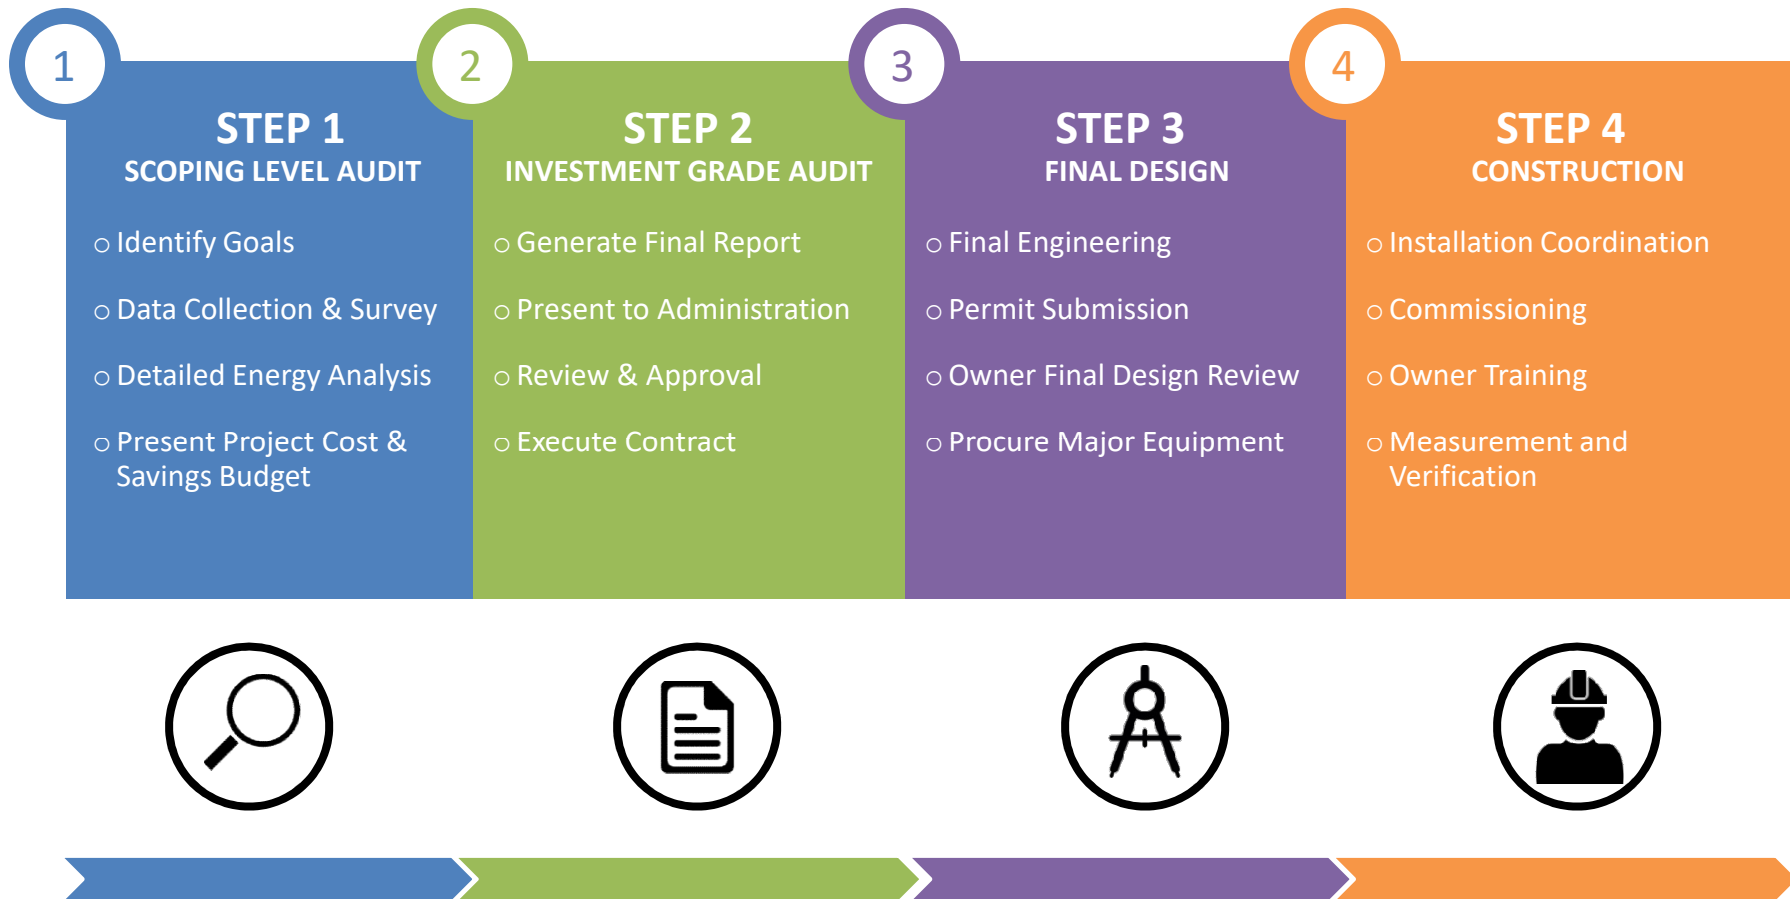 1
STEP 1
SCOPING LEVEL AUDIT
○ Identify Goals
○ Data Collection & Survey
○ Detailed Energy Analysis
○ Present Project Cost &
Savings Budget
2
STEP 2
INVESTMENT GRADE AUDIT
○ Generate Final Report
○ Present to Administration
○ Review & Approval
○ Execute Contract
3
STEP 3
FINAL DESIGN
○ Final Engineering
○ Permit Submission
○ Owner Final Design Review
○ Procure Major Equipment
4
STEP 4
CONSTRUCTION
○ Installation Coordination
○ Commissioning
○ Owner Training
○ Measurement and
Verification